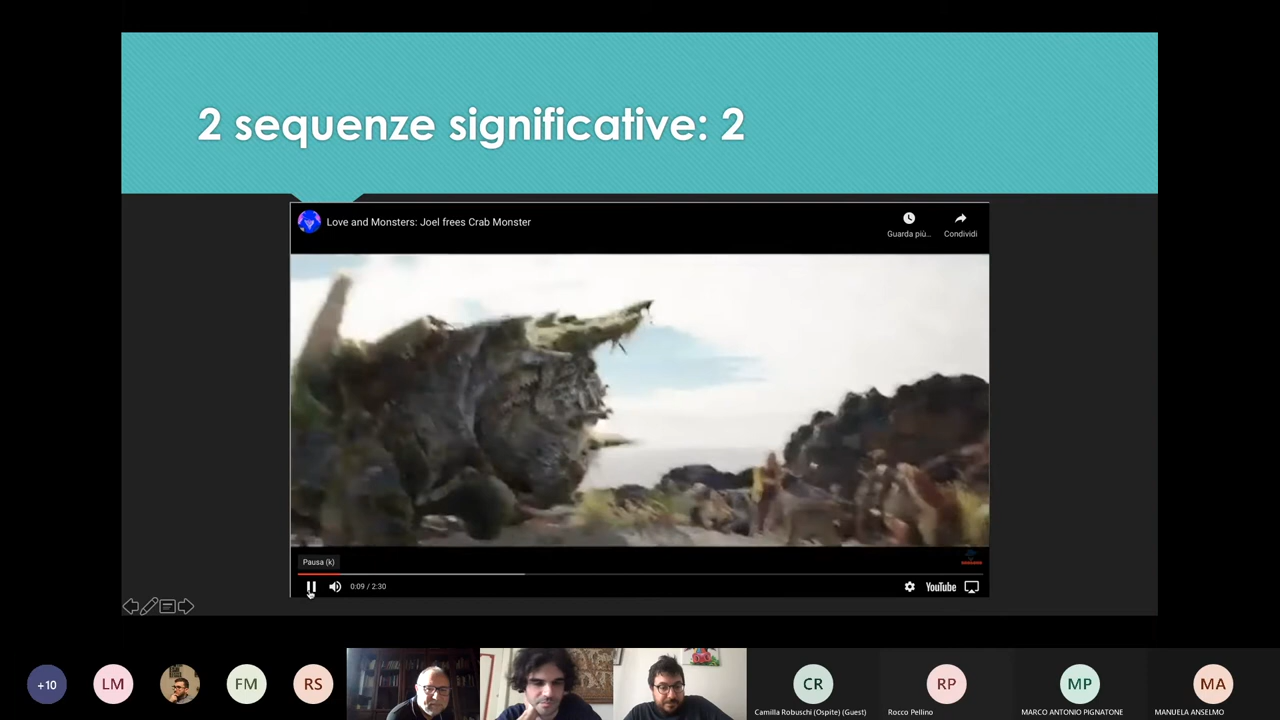 2 sequenze significative: 2
Love and Monsters: Joel frees Crab Monster
Guarda più...
Condividi
Pausa (k)
0:09 / 2:30
YouTube
+10
LM
FM
RS
CR
RP
MP
MA
Camilla Robuschi (Ospite) (Guest)
Rocco Pellino
MARCO ANTONIO PIGNATONE
MANUELA ANSELMO